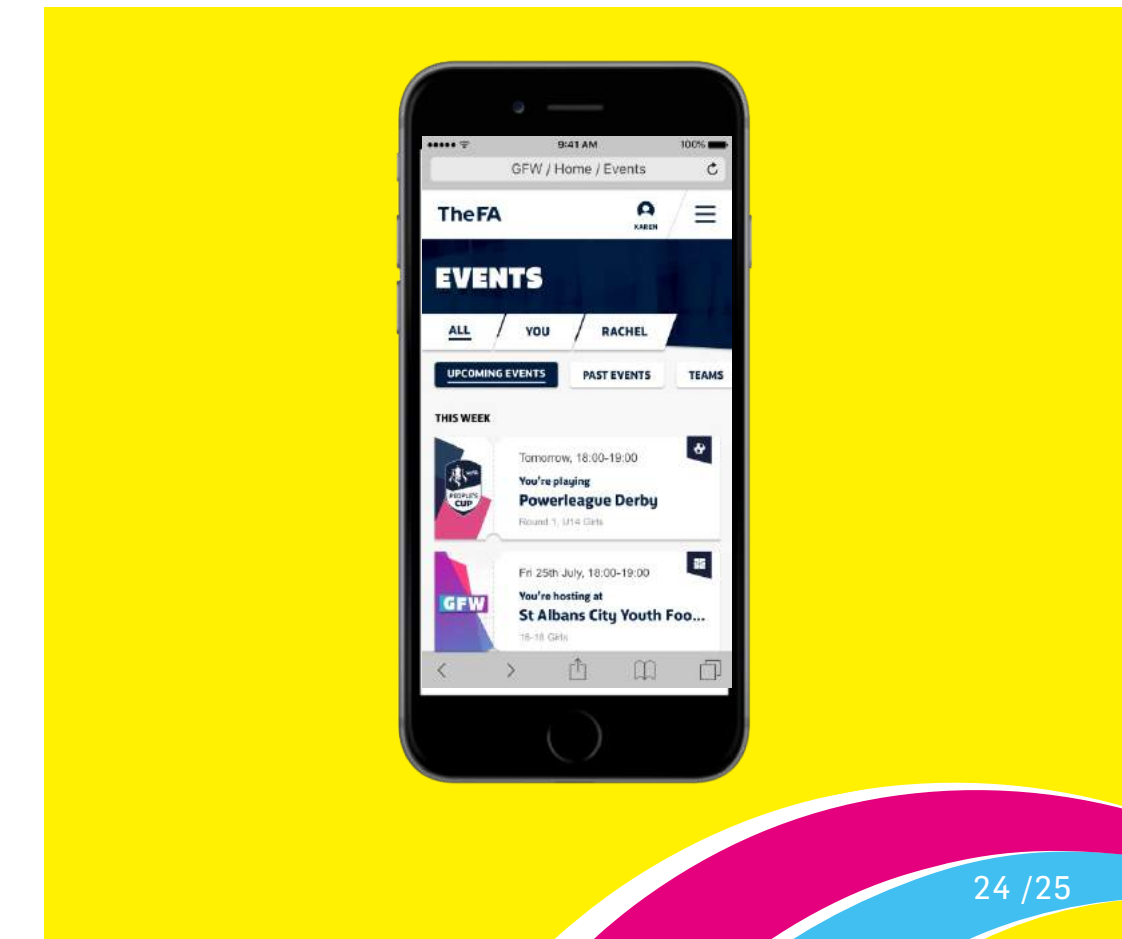 9:41 AM 100%
GFW / Home / Events
TheFA
KAREN
EVENTS
ALL YOU RACHEL
UPCOMING EVENTS PAST EVENTS TEAMS
THIS WEEK
Tomorrow, 18:00-19:00
You're playing
PEOPLE'S
CUP
Powerleague Derby
Round 1, U14 Girls
Fri 25th July, 18:00-19:00
You're hosting at
GFW
St Albans City Youth Foo...
16-18 Girls
24 /25